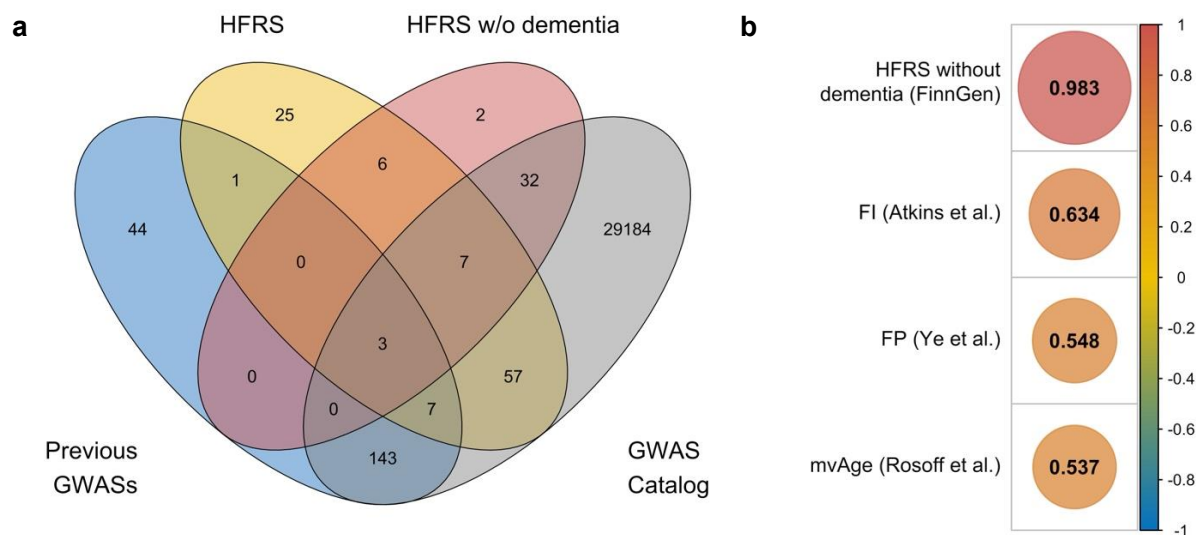 a
HFRS
HFRS w/o dementia
25
2
6
1
32
44
29184
0
7
3
0
57
0
7
143
Previous
GWASs
GWAS
Catalog
b
HFRS without
dementia (FinnGen)
0.983
FI (Atkins et al.)
0.634
FP (Ye et al.)
0.548
mvAge (Rosoff et al.)
0.537
1
0.8
0.6
0.4
0.2
0
-0.2
-0.4
-0.6
-0.8
-1